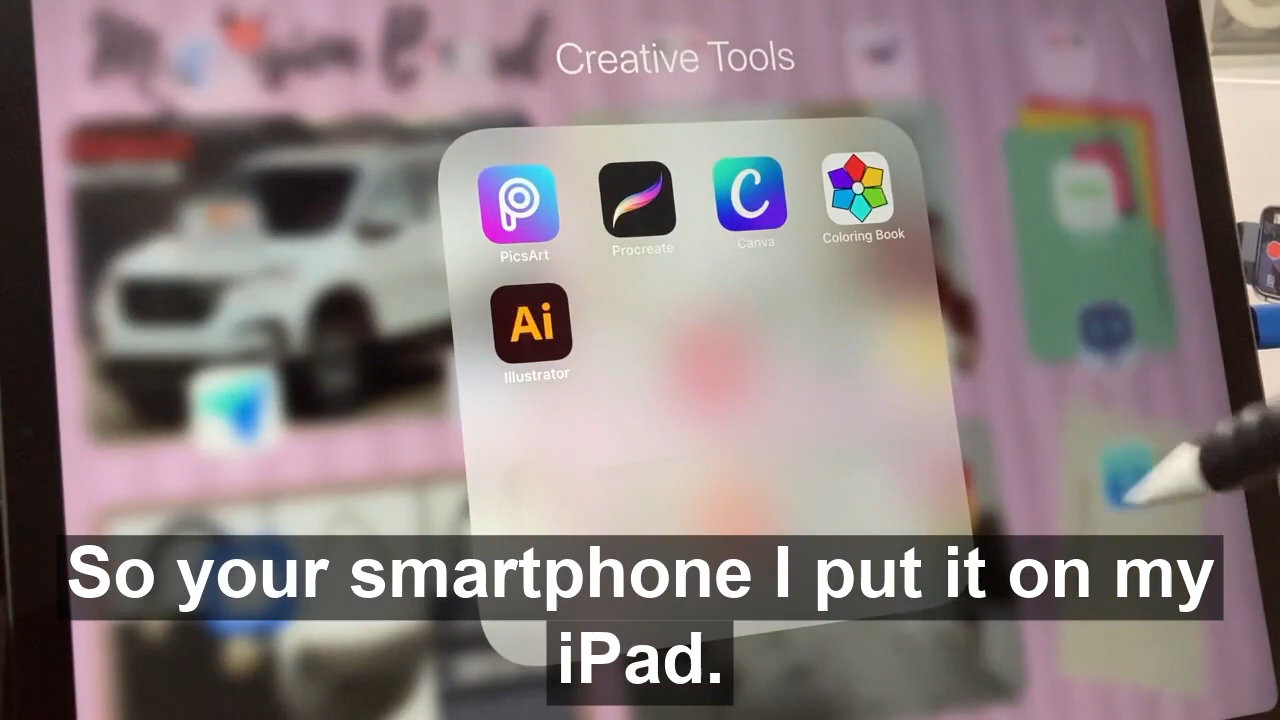 Creative Tools
PicsArt
Procreate
Canva
Coloring Book
Ai
Illustrator
So your smartphone I put it on my
iPad.